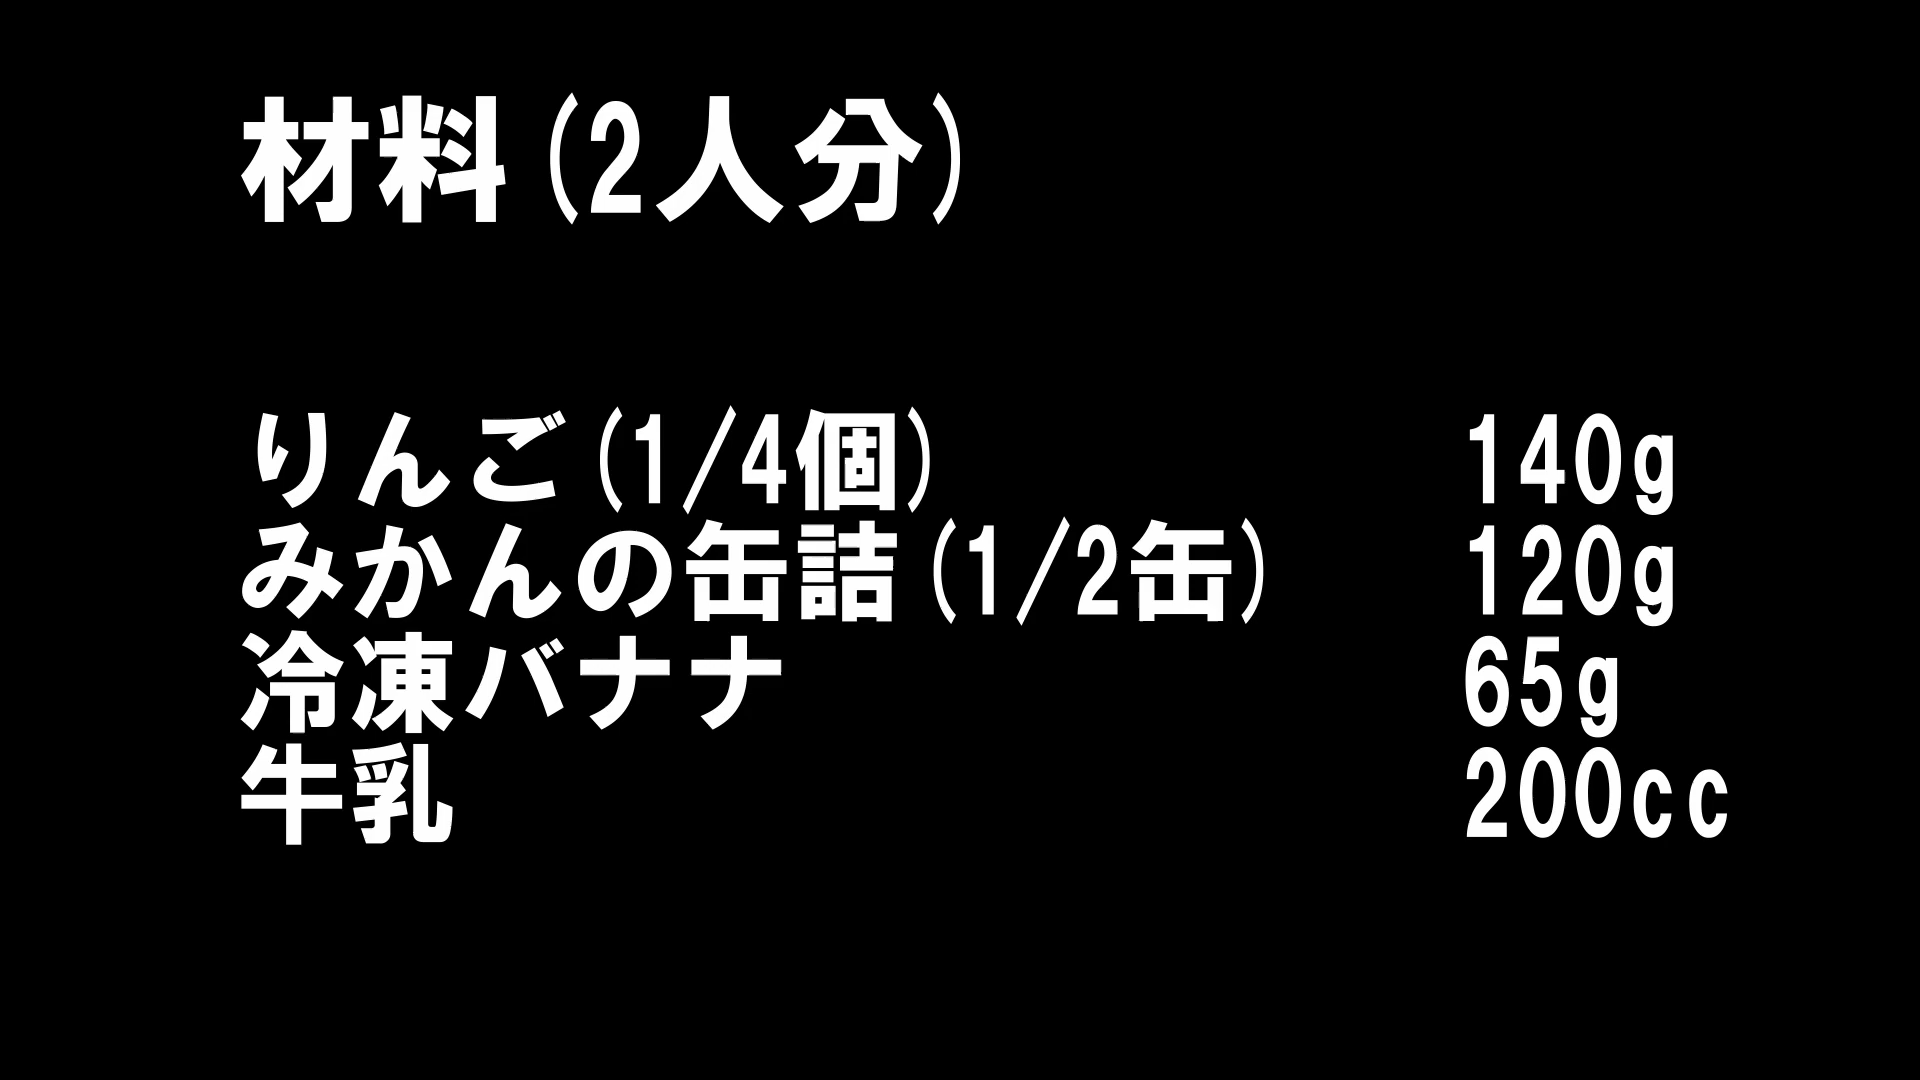 材料(2人分)
りんご(1/4個) 140g
みかんの缶詰(1/2缶) 120g
冷凍バナナ 65g
牛乳 200cc